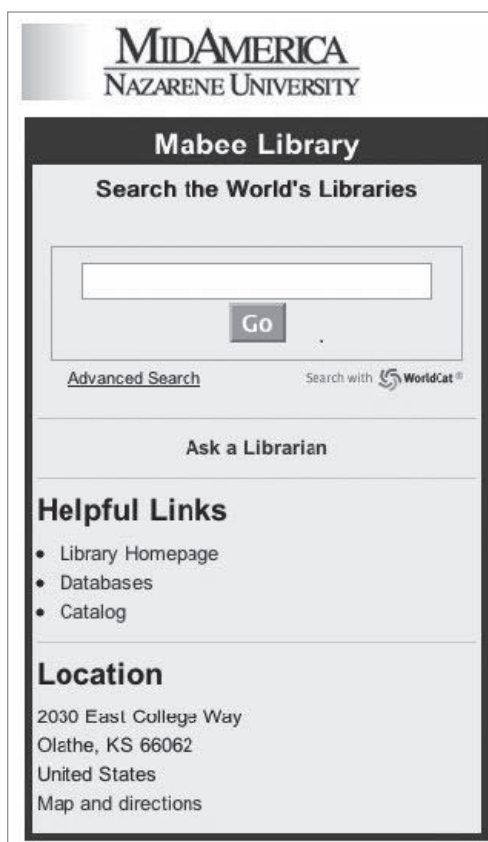 MIDAMERICA
NAZARENE UNIVERSITY
Mabee Library
Search the World's Libraries
Go
Advanced Search
Search with WorldCat®
Ask a Librarian
Helpful Links
• Library Homepage
• Databases
• Catalog
Location
2030 East College Way
Olathe, KS 66062
United States
Map and directions